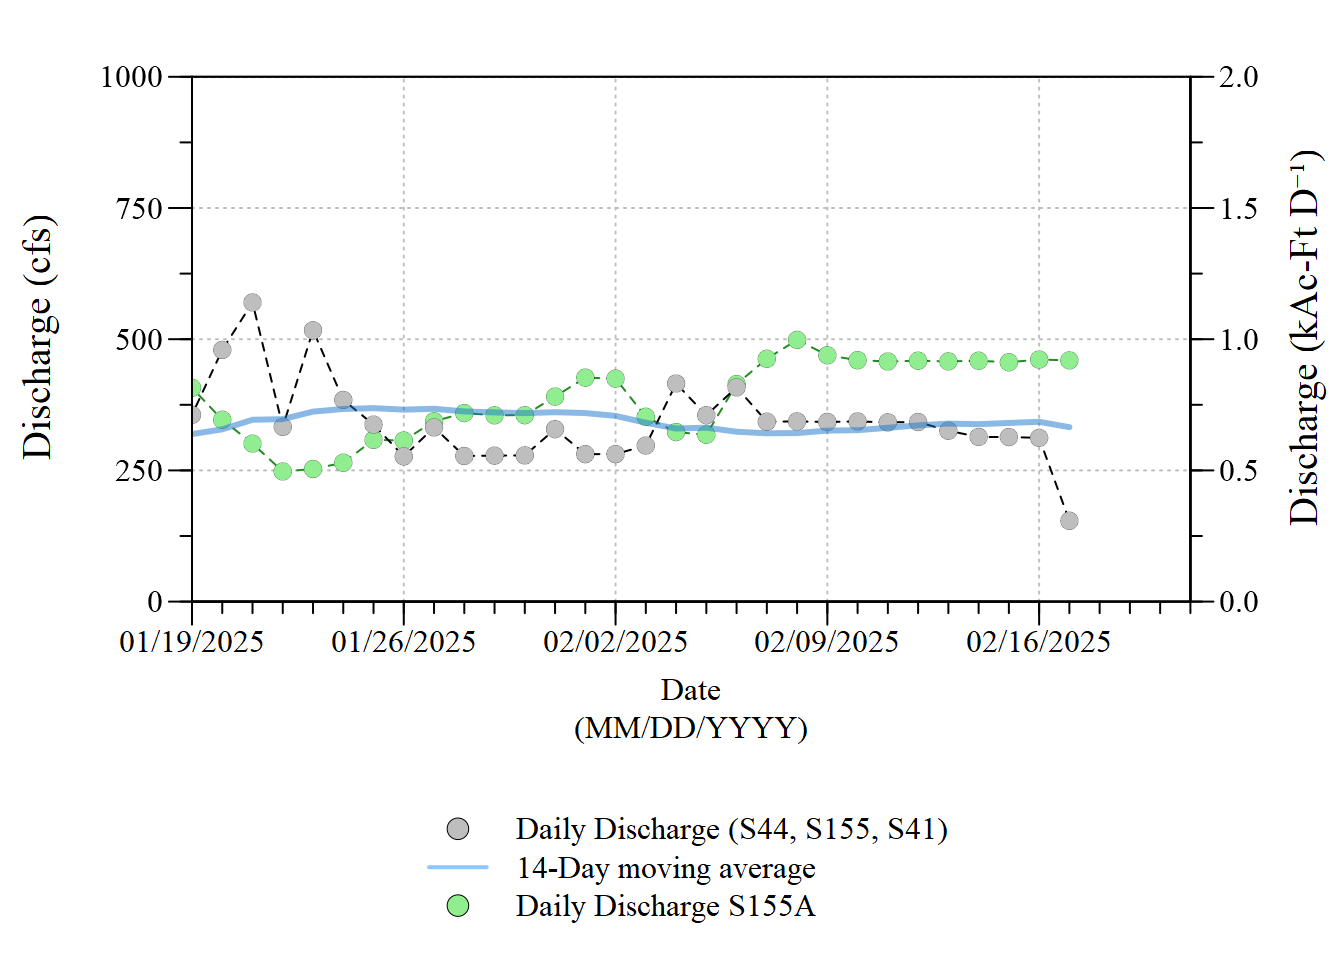 1000
750
500
250
0
Discharge (cfs)
2.0
1.5
1.0
0.5
0.0
Discharge (kAc-Ft D⁻¹)
01/19/2025 01/26/2025 02/02/2025 02/09/2025 02/16/2025
Date
(MM/DD/YYYY)
Daily Discharge (S44, S155, S41)
14-Day moving average
Daily Discharge S155A